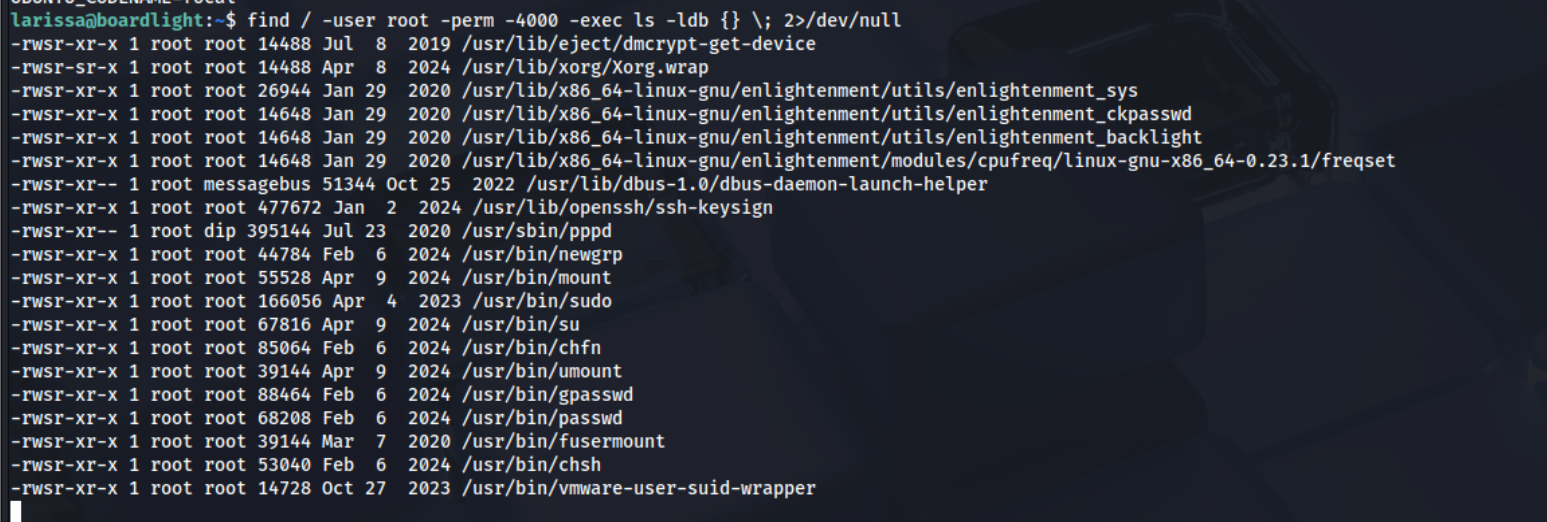 larissa@boardlight:~$ find / -user root -perm -4000 -exec ls -ldb {} \; 2>/dev/null
-rwsr-xr-x 1 root root 14488 Jul  8  2019 /usr/lib/eject/dmcrypt-get-device
-rwsr-sr-x 1 root root 14488 Apr  8  2024 /usr/lib/xorg/Xorg.wrap
-rwsr-xr-x 1 root root 26944 Jan 29  2020 /usr/lib/x86_64-linux-gnu/enlightenment/utils/enlightenment_sys
-rwsr-xr-x 1 root root 14648 Jan 29  2020 /usr/lib/x86_64-linux-gnu/enlightenment/utils/enlightenment_ckpasswd
-rwsr-xr-x 1 root root 14648 Jan 29  2020 /usr/lib/x86_64-linux-gnu/enlightenment/utils/enlightenment_backlight
-rwsr-xr-x 1 root root 14648 Jan 29  2020 /usr/lib/x86_64-linux-gnu/enlightenment/modules/cpufreq/linux-gnu-x86_64-0.23.1/freqset
-rwsr-xr-- 1 root messagebus 51344 Oct 25  2022 /usr/lib/dbus-1.0/dbus-daemon-launch-helper
-rwsr-xr-x 1 root root 477672 Jan  2  2024 /usr/lib/openssh/ssh-keysign
-rwsr-xr-- 1 root dip 395144 Jul 23  2020 /usr/sbin/pppd
-rwsr-xr-x 1 root root 44784 Feb  6  2024 /usr/bin/newgrp
-rwsr-xr-x 1 root root 55528 Apr  9  2024 /usr/bin/mount
-rwsr-xr-x 1 root root 166056 Apr  4  2023 /usr/bin/sudo
-rwsr-xr-x 1 root root 67816 Apr  9  2024 /usr/bin/su
-rwsr-xr-x 1 root root 85064 Feb  6  2024 /usr/bin/chfn
-rwsr-xr-x 1 root root 39144 Apr  9  2024 /usr/bin/umount
-rwsr-xr-x 1 root root 88464 Feb  6  2024 /usr/bin/gpasswd
-rwsr-xr-x 1 root root 68208 Feb  6  2024 /usr/bin/passwd
-rwsr-xr-x 1 root root 39144 Mar  7  2020 /usr/bin/fusermount
-rwsr-xr-x 1 root root 53040 Feb  6  2024 /usr/bin/chsh
-rwsr-xr-x 1 root root 14728 Oct 27  2023 /usr/bin/vmware-user-suid-wrapper